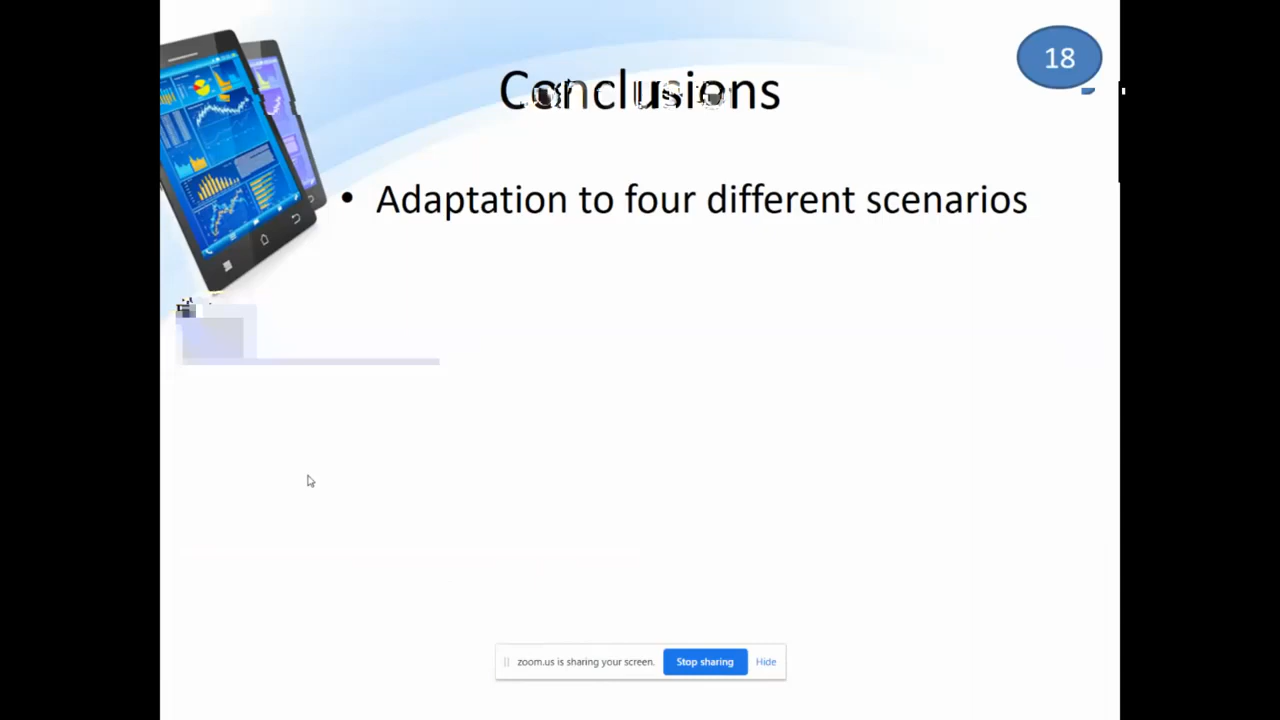 18
Conclusions
• Adaptation to four different scenarios
zoom.us is sharing your screen. Stop sharing Hide